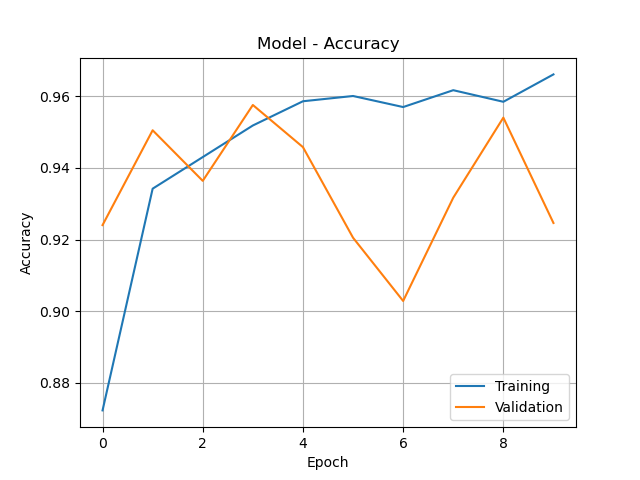 Model - Accuracy
Accuracy
0.96
0.94
0.92
0.90
0.88
0 2 4 6 8
Epoch
Training
Validation